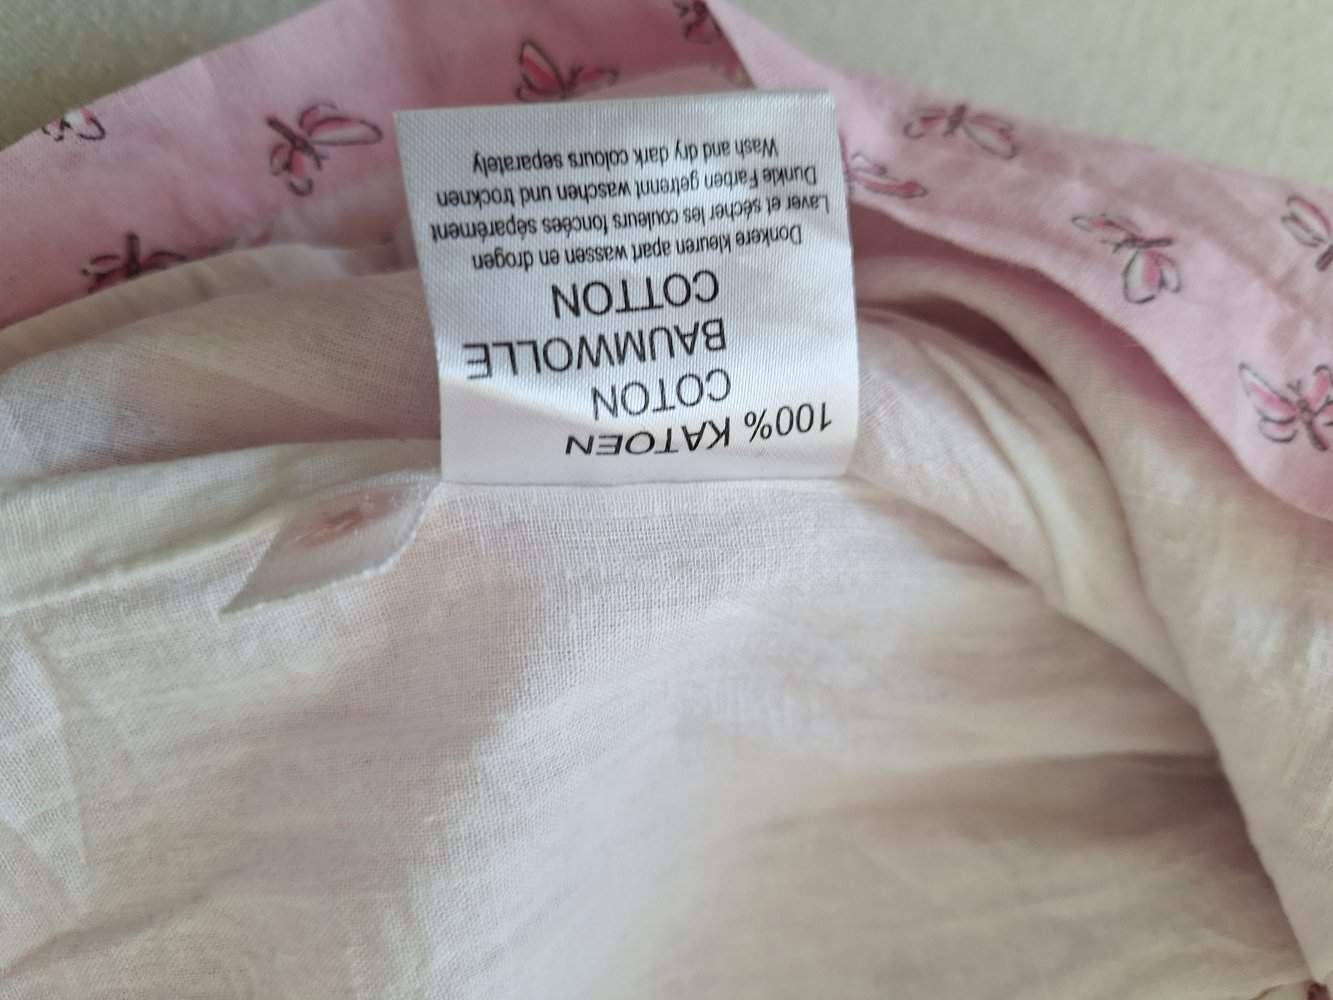 100% KATOEN
COTON
BAUMWOLLE
COTTON
Donkere kleuren apart wassen en drogen
Laver et sécher les couleurs foncées séparément
Dunkle Farben getrennt waschen und trocknen
Wash and dry dark colours separately